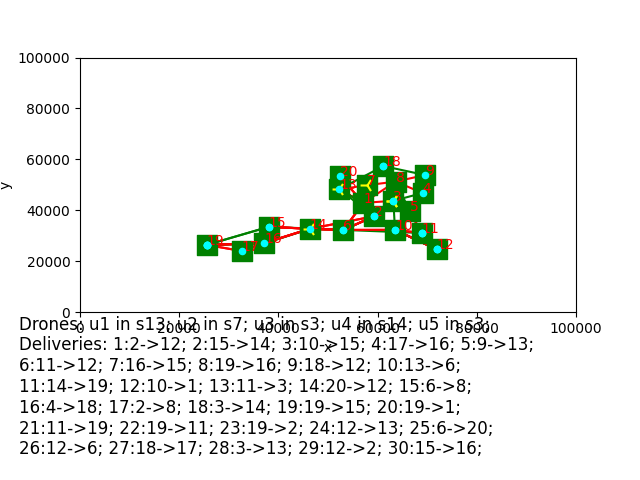 100000
80000
60000
40000
20000
0
y
0 20000 40000 60000 80000 100000
x
Drones: u1 in s13; u2 in s7; u3 in s3; u4 in s14; u5 in s3;
Deliveries: 1:2->12; 2:15->14; 3:10->15; 4:17->16; 5:9->13;
6:11->12; 7:16->15; 8:19->16; 9:18->12; 10:13->6;
11:14->19; 12:10->1; 13:11->3; 14:20->12; 15:6->8;
16:4->18; 17:2->8; 18:3->14; 19:19->15; 20:19->1;
21:11->19; 22:19->11; 23:19->2; 24:12->13; 25:6->20;
26:12->6; 27:18->17; 28:3->13; 29:12->2; 30:15->16;